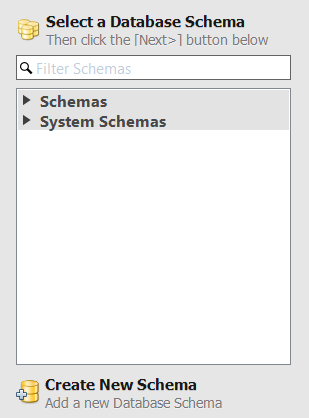 Select a Database Schema
Then click the [Next>] button below
Filter Schemas
Schemas
System Schemas
Create New Schema
Add a new Database Schema